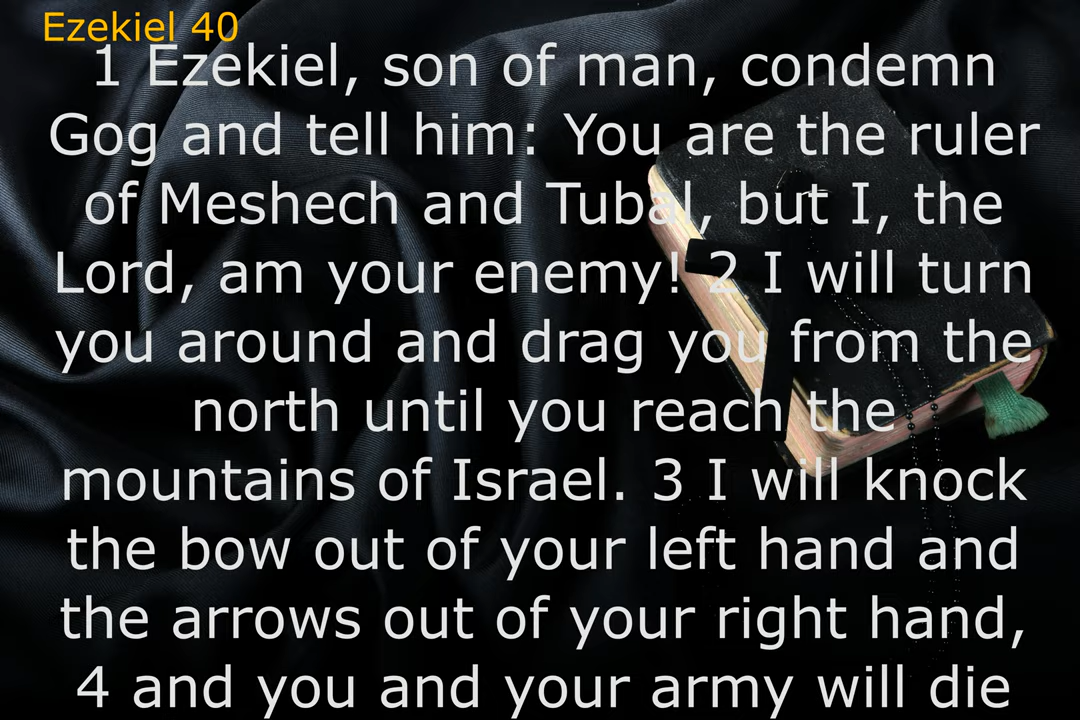 Ezekiel 40
1 Ezekiel, son of man, condemn
Gog and tell him: You are the ruler
of Meshech and Tubal, but I, the
Lord, am your enemy! 2 I will turn
you around and drag you from the
north until you reach the
mountains of Israel. 3 I will knock
the bow out of your left hand and
the arrows out of your right hand,
4 and you and your army will die